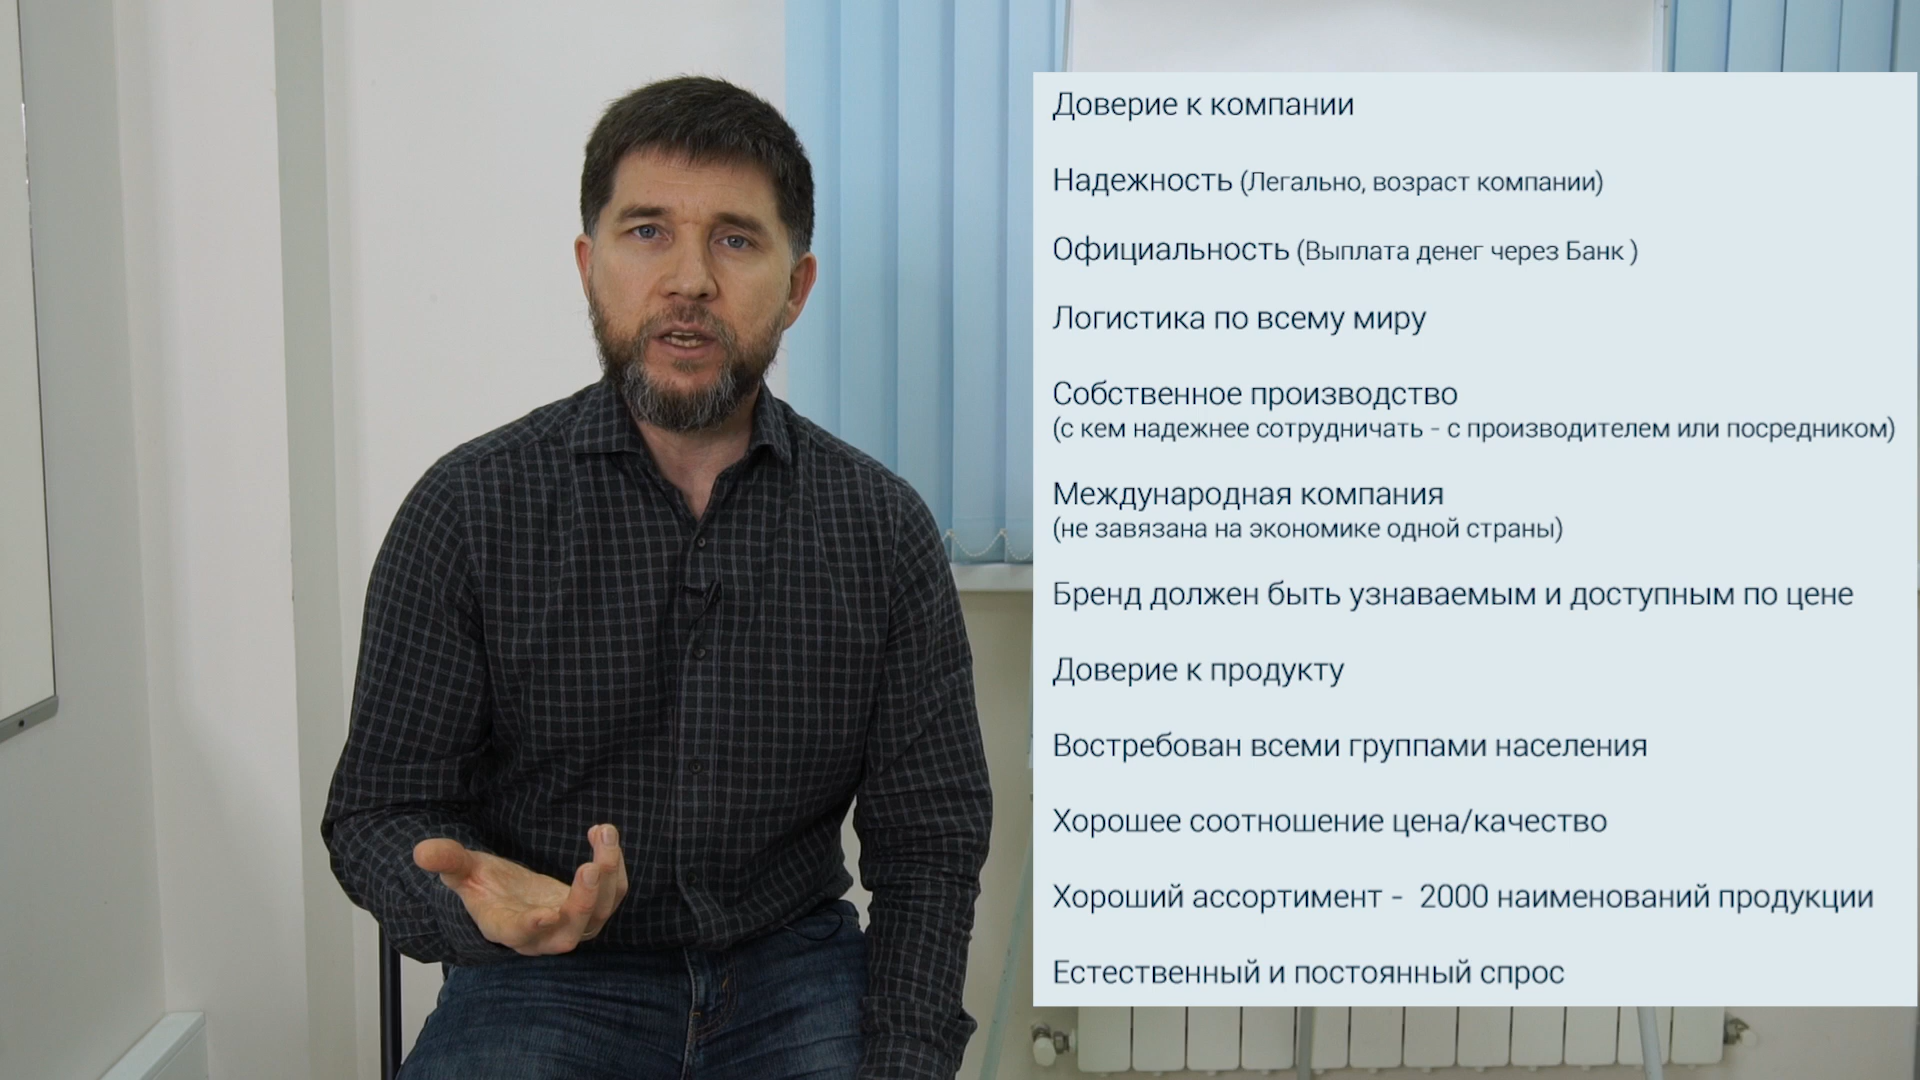 Доверие к компании
Надежность (Легально, возраст компании)
Официальность (Выплата денег через Банк )
Логистика по всему миру
Собственное производство
(с кем надежнее сотрудничать - с производителем или посредником)
Международная компания
(не завязана на экономике одной страны)
Бренд должен быть узнаваемым и доступным по цене
Доверие к продукту
Востребован всеми группами населения
Хорошее соотношение цена/качество
Хороший ассортимент - 2000 наименований продукции
Естественный и постоянный спрос